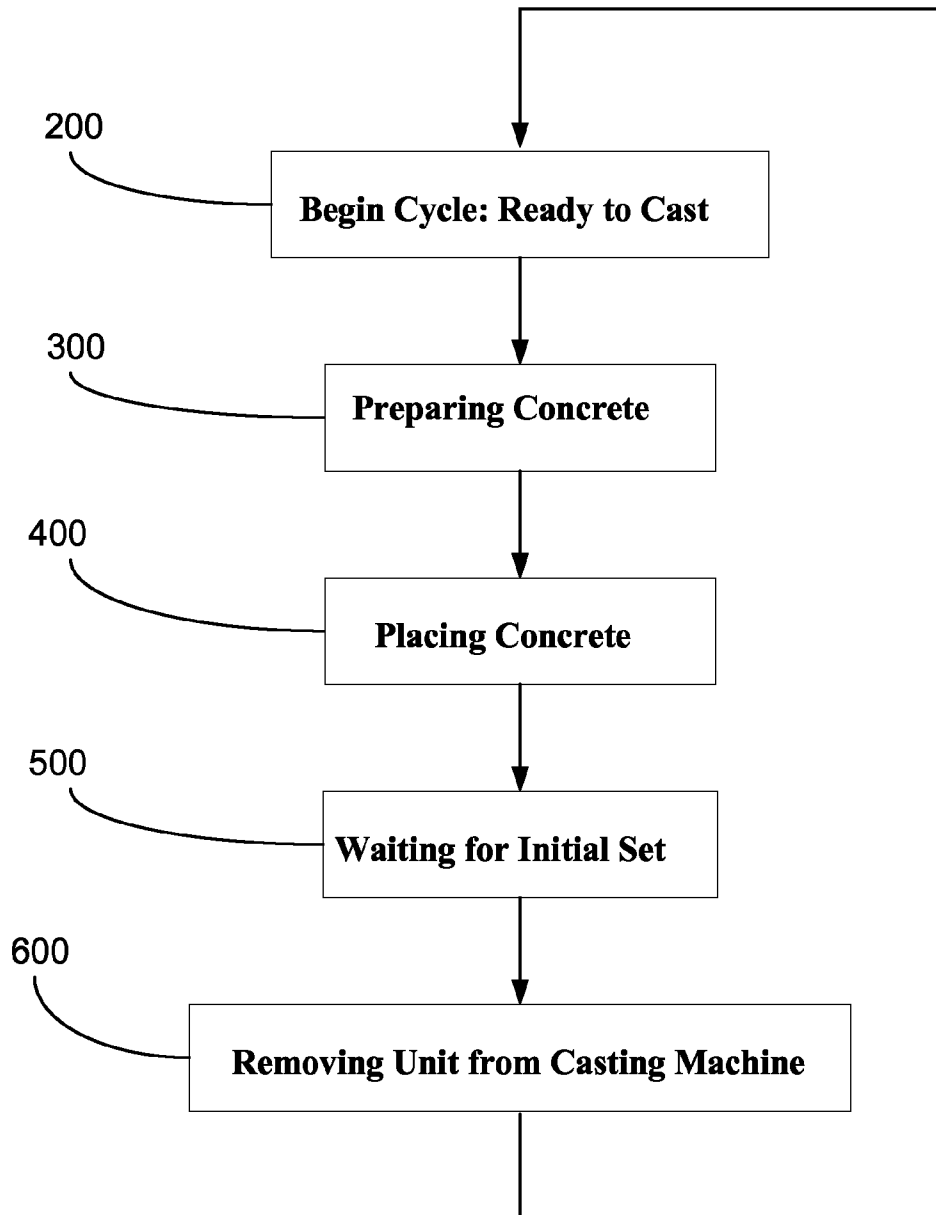 200
Begin Cycle: Ready to Cast
300
Preparing Concrete
400
Placing Concrete
500
Waiting for Initial Set
600
Removing Unit from Casting Machine